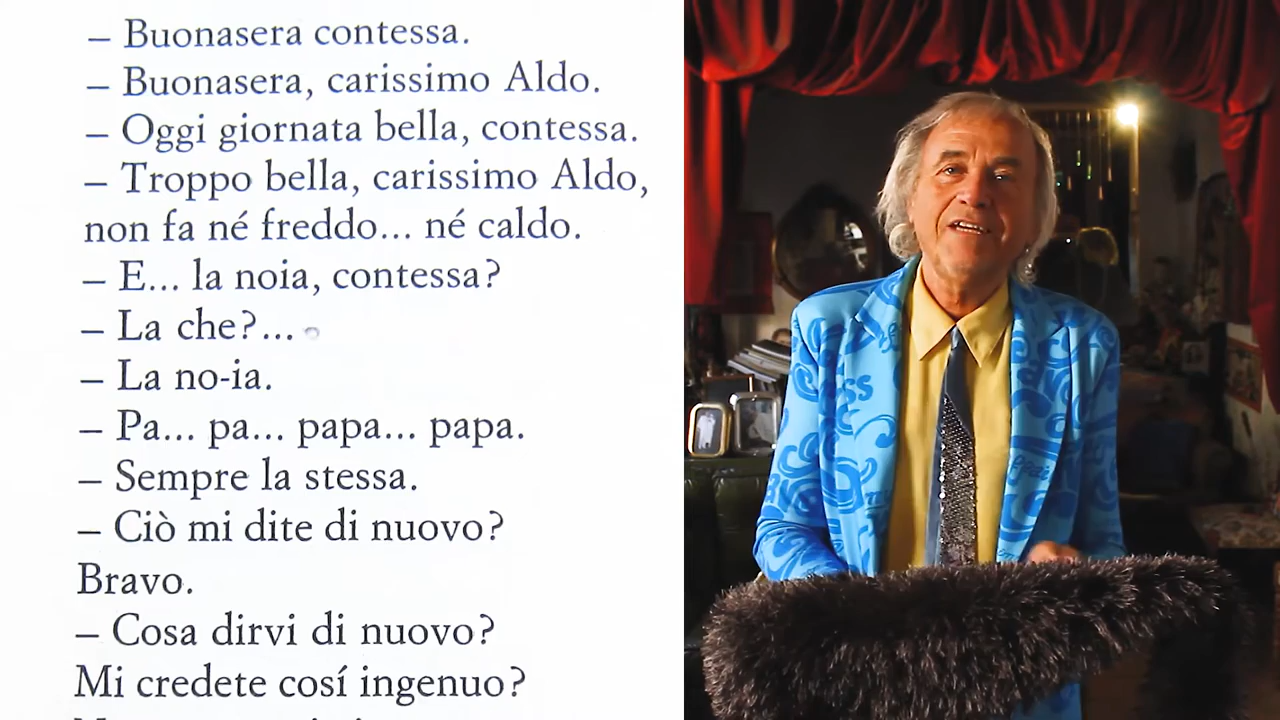 – Buonasera contessa.
– Buonasera, carissimo Aldo.
– Oggi giornata bella, contessa.
– Troppo bella, carissimo Aldo,
non fa né freddo... né caldo.
– E... la noia, contessa?
– La che?...
– La no-ia.
– Pa... pa... papa... papa.
– Sempre la stessa.
– Ciò mi dite di nuovo?
Bravo.
– Cosa dirvi di nuovo?
Mi credete cosí ingenuo?